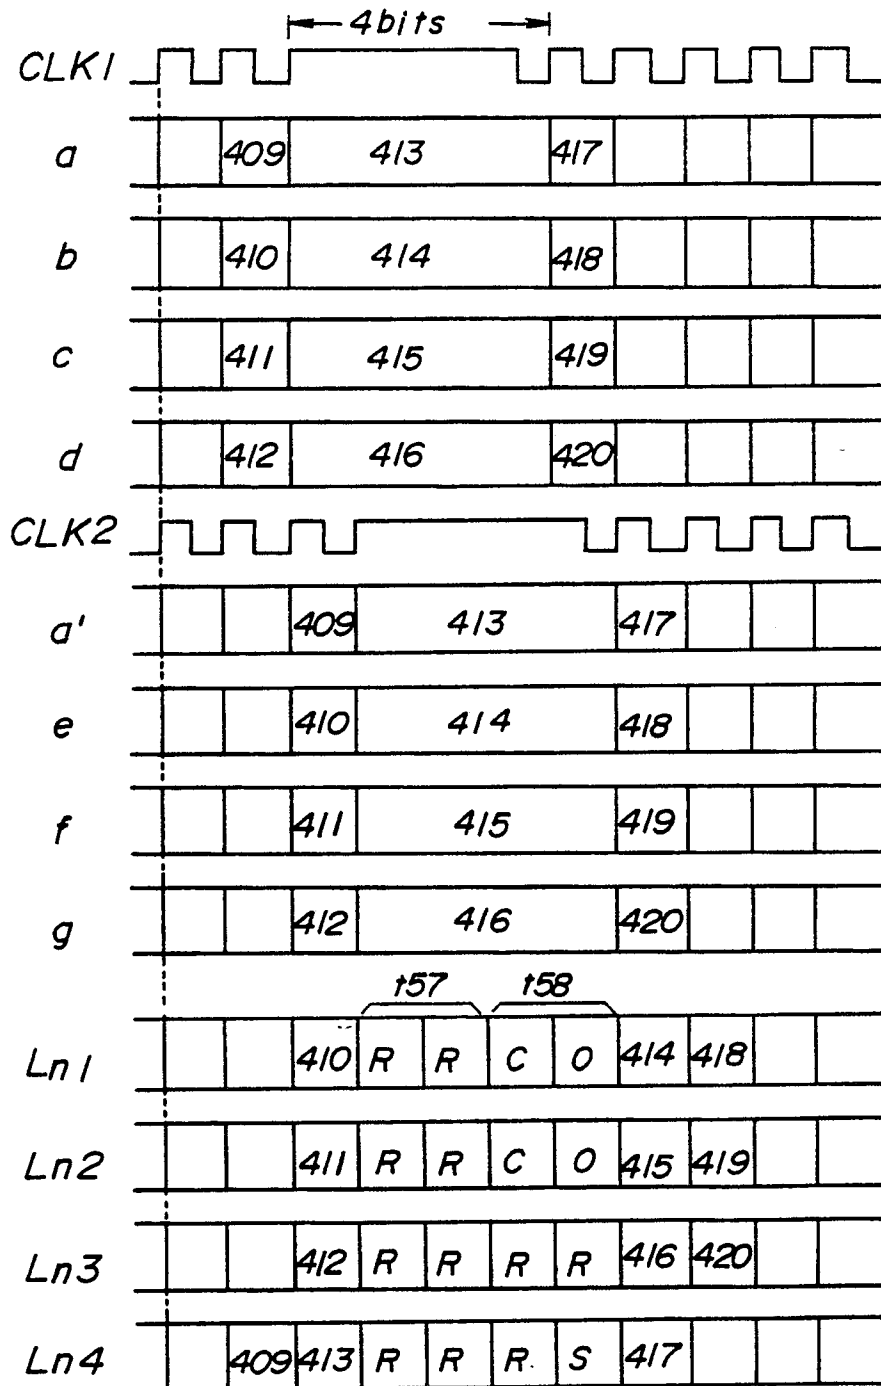 4bits
CLK1
a 409 413 417
b 410 414 418
c 411 415 419
d 412 416 420
CLK2
a' 409 413 417
e 410 414 418
f 411 415 419
g 412 416 420
t57 t58
Ln1 410 R R C O 414 418
Ln2 411 R R C O 415 419
Ln3 412 R R R R 416 420
Ln4 409 413 R R R S 417